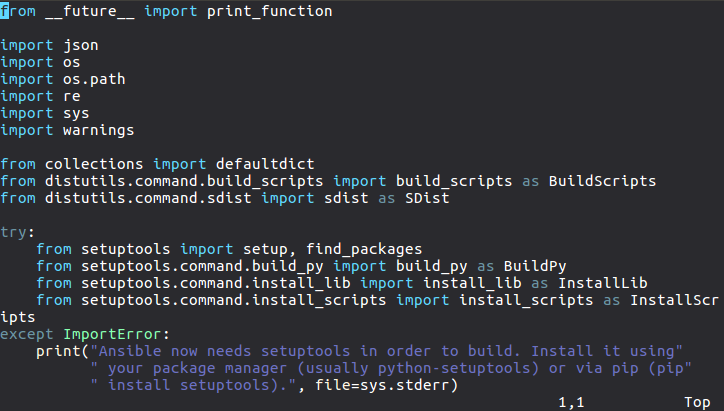 from __future__ import print_function

import json
import os
import os.path
import re
import sys
import warnings

from collections import defaultdict
from distutils.command.build_scripts import build_scripts as BuildScripts
from distutils.command.sdist import sdist as SDist

try:
    from setuptools import setup, find_packages
    from setuptools.command.build_py import build_py as BuildPy
    from setuptools.command.install_lib import install_lib as InstallLib
    from setuptools.command.install_scripts import install_scripts as InstallScr
ipts
except ImportError:
    print("Ansible now needs setuptools in order to build. Install it using"
          " your package manager (usually python-setuptools) or via pip (pip"
          " install setuptools).", file=sys.stderr)
1,1 Top